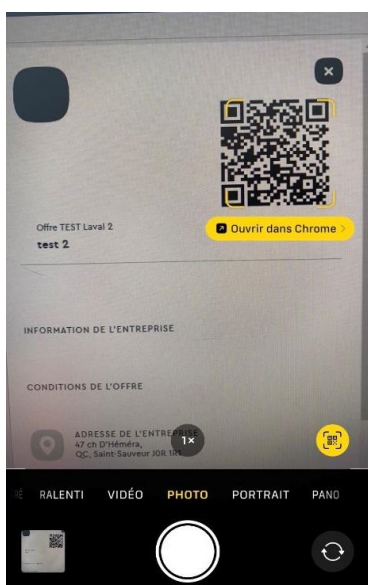 Offre TEST Laval 2
Ouvrir dans Chrome
test 2
INFORMATION DE L'ENTREPRISE
CONDITIONS DE L'OFFRE
ADRESSE DE L'ENTREPRISE
47 ch D'Héméra,
QC, Saint-Sauveur J0R 1R1
1×
RALENTI VIDÉO PHOTO PORTRAIT PANO